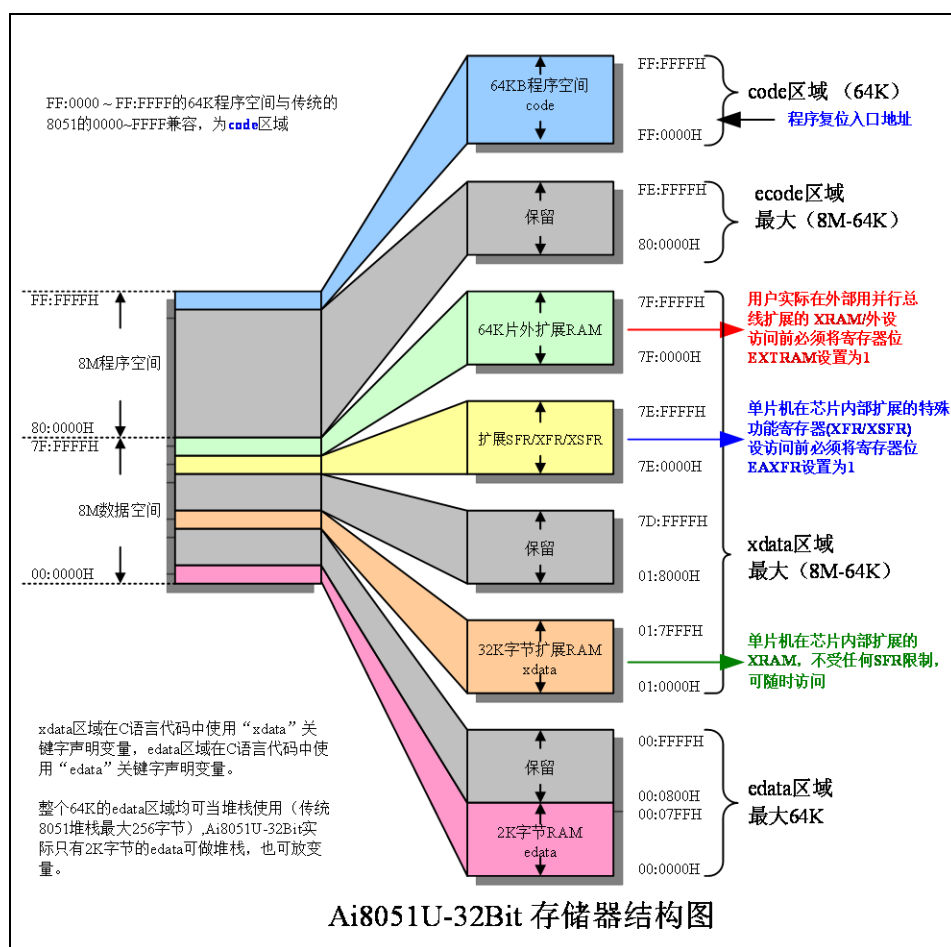 FF:0000～FF:FFFF的64K程序空间与传统的
8051的0000~FFFF兼容，为code区域
64KB程序空间
code
FF:FFFFH
FF:0000H
code区域（64K）
程序复位入口地址
保留
FE:FFFFH
80:0000H
ecode区域
最大（8M-64K）
FF:FFFFH
8M程序空间
80:0000H
7F:FFFFH
8M数据空间
00:0000H
64K片外扩展RAM
7F:FFFFH
7F:0000H
用户实际在外部用并行总
线扩展的 XRAM/外设
访问前必须将寄存器位
EXTRAM设置为1
扩展SFR/XFR/XSFR
7E:FFFFH
7E:0000H
单片机在芯片内部扩展的特殊
功能寄存器(XFR/XSFR)
设访问前必须将寄存器位
EAXFR设置为1
保留
7D:FFFFH
01:8000H
xdata区域
最大（8M-64K）
32K字节扩展RAM
xdata
01:7FFFH
01:0000H
单片机在芯片内部扩展的
XRAM，不受任何SFR限制，
可随时访问
xdata区域在C语言代码中使用“xdata”关
键字声明变量，edata区域在C语言代码中使
用“edata”关键字声明变量。
整个64K的edata区域均可当堆栈使用（传统
8051堆栈最大256字节）,Ai8051U-32Bit实
际只有2K字节的edata可做堆栈，也可放变
量。
保留
00:FFFFH
00:0800H
00:07FFH
2K字节RAM
edata
00:0000H
edata区域
最大64K
Ai8051U-32Bit 存储器结构图